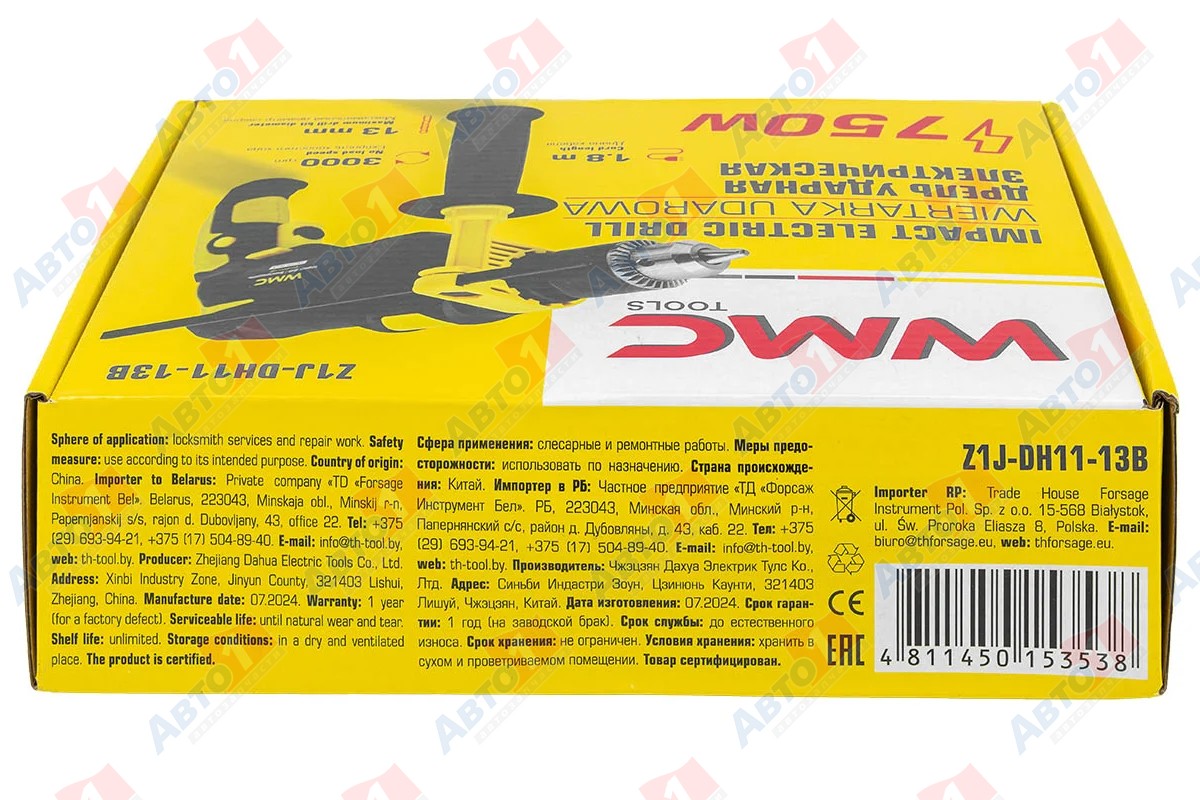 13 mm
Maximum drill bit diameter
3000 rpm
No load speed
1.8 m
Cord length
750W
ДРЕЛЬ УДАРНАЯ
ЭЛЕКТРИЧЕСКАЯ
WIERTARKA UDAROWA
IMPACT ELECTRIC DRILL
WMC
TOOLS
WMC
Z1J-DH11-13B
Sphere of application: locksmith services and repair work. Safety
measure: use according to its intended purpose. Country of origin:
China. Importer to Belarus: Private company «TD «Forsage
Instrument Bel». Belarus, 223043, Minskaja obl., Minskij r-n,
Papernjanskij s/s, rajon d. Dubovljany, 43, office 22. Tel: +375
(29) 693-94-21, +375 (17) 504-89-40. E-mail: info@th-tool.by,
web: th-tool.by. Producer: Zhejiang Dahua Electric Tools Co., Ltd.
Address: Xinbi Industry Zone, Jinyun County, 321403 Lishui,
Zhejiang, China. Manufacture date: 07.2024. Warranty: 1 year
(for a factory defect). Serviceable life: until natural wear and tear.
Shelf life: unlimited. Storage conditions: in a dry and ventilated
place. The product is certified.
Сфера применения: слесарные и ремонтные работы. Меры предо-
сторожности: использовать по назначению. Страна происхожде-
ния: Китай. Импортер в РБ: Частное предприятие «ТД «Форсаж
Инструмент Бел». РБ, 223043, Минская обл., Минский р-н,
Папернянский с/с, район д. Дубовляны, д. 43, каб. 22. Тел: +375
(29) 693-94-21, +375 (17) 504-89-40. E-mail: info@th-tool.by,
web: th-tool.by. Производитель: Чжэцзян Дахуа Электрик Тулс Ко.,
Лтд. Адрес: Синьби Индастри Зоун, Цзинюнь Каунти, 321403
Лишуй, Чжэцзян, Китай. Дата изготовления: 07.2024. Срок гаран-
тии: 1 год (на заводской брак). Срок службы: до естественного
износа. Срок хранения: не ограничен. Условия хранения: хранить в
сухом и проветриваемом помещении. Товар сертифицирован.
Z1J-DH11-13B
Importer RP: Trade House Forsage
Instrument Pol. Sp. z o.o. 15-568 Białystok,
ul. Św. Proroka Eliasza 8, Polska. E-mail:
biuro@thforsage.eu, web: thforsage.eu.
CE
EAC
4 811450 153538
АВТО1